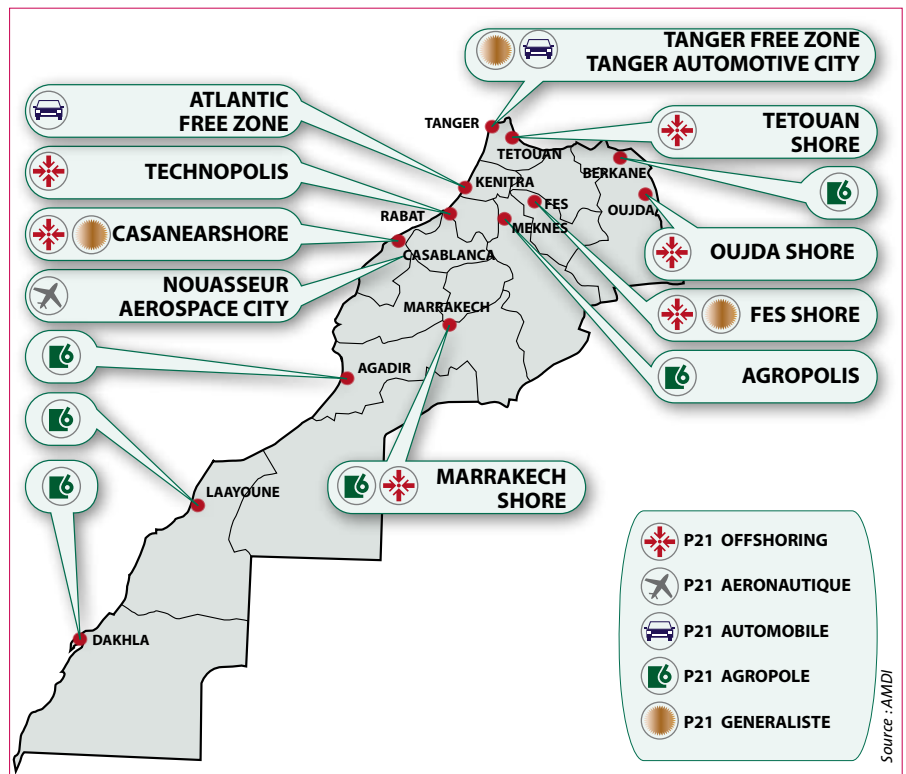 TANGER FREE ZONE
TANGER AUTOMOTIVE CITY
ATLANTIC
FREE ZONE
TECHNOPOLIS
CASANEARSHORE
NOUASSEUR
AEROSPACE CITY
TETOUAN
SHORE
OUJDA SHORE
FES SHORE
AGROPOLIS
MARRAKECH
SHORE
TANGER
TETOUAN
BERKANE
KENITRA
FES
OUJDA
RABAT
MEKNES
CASABLANCA
MARRAKECH
AGADIR
LAAYOUNE
DAKHLA
P21 OFFSHORING
P21 AERONAUTIQUE
P21 AUTOMOBILE
P21 AGROPOLE
P21 GENERALISTE
Source : AMDI